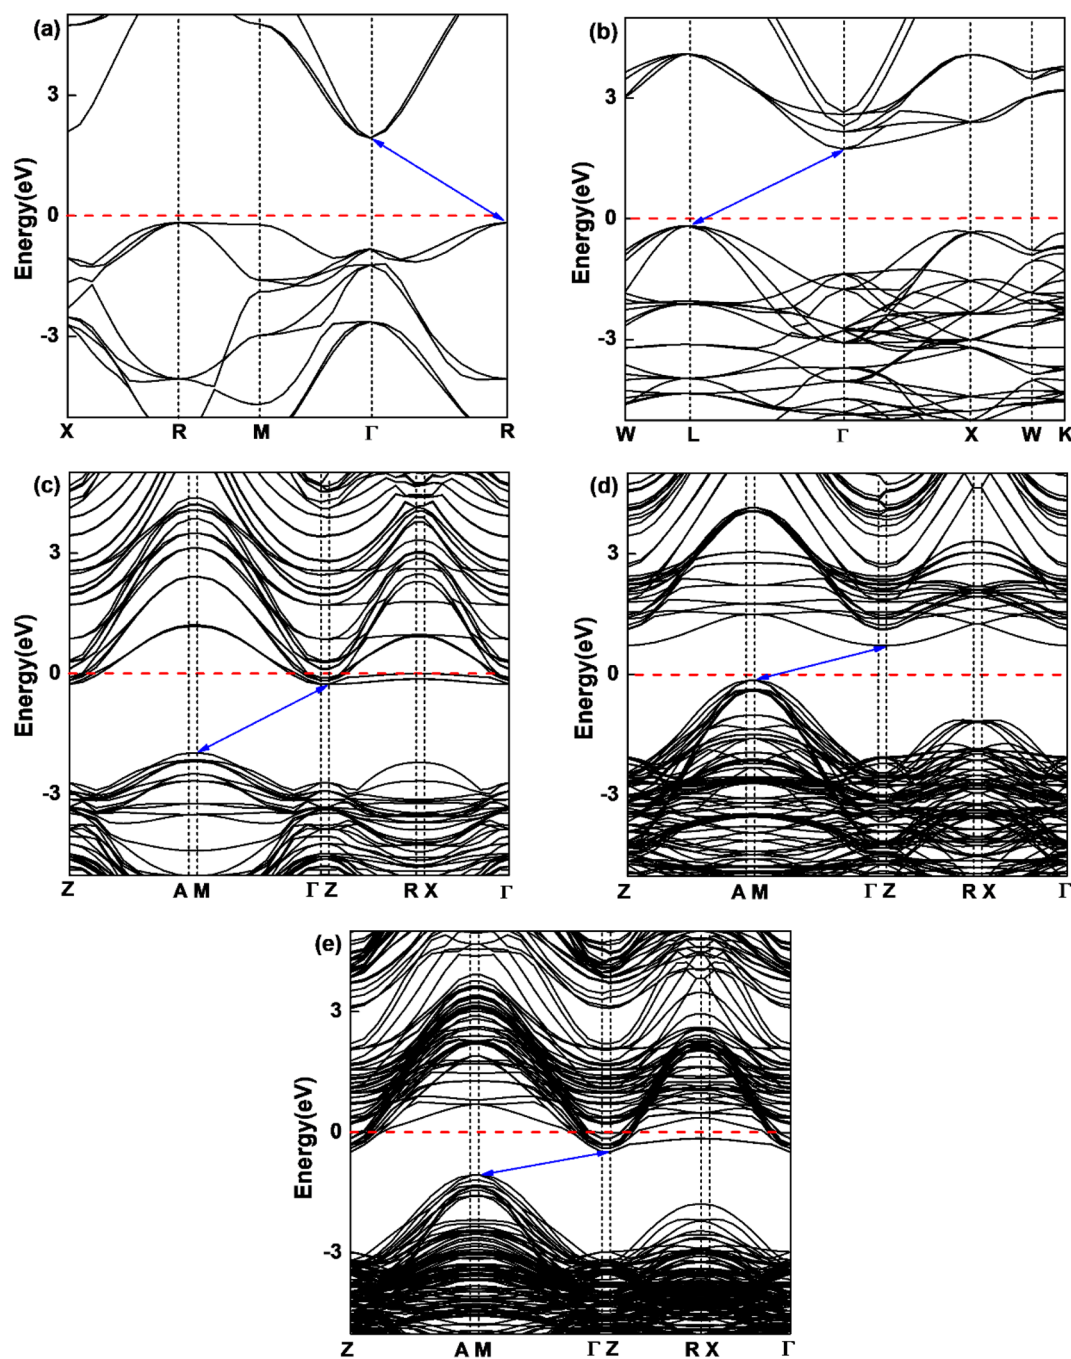 (a)
Energy(eV)
3
0
-3
X R M Γ R
(b)
Energy(eV)
3
0
-3
W L Γ X W K
(c)
Energy(eV)
3
0
-3
Z A M Γ Z R X Γ
(d)
Energy(eV)
3
0
-3
Z A M Γ Z R X Γ
(e)
Energy(eV)
3
0
-3
Z A M Γ Z R X Γ